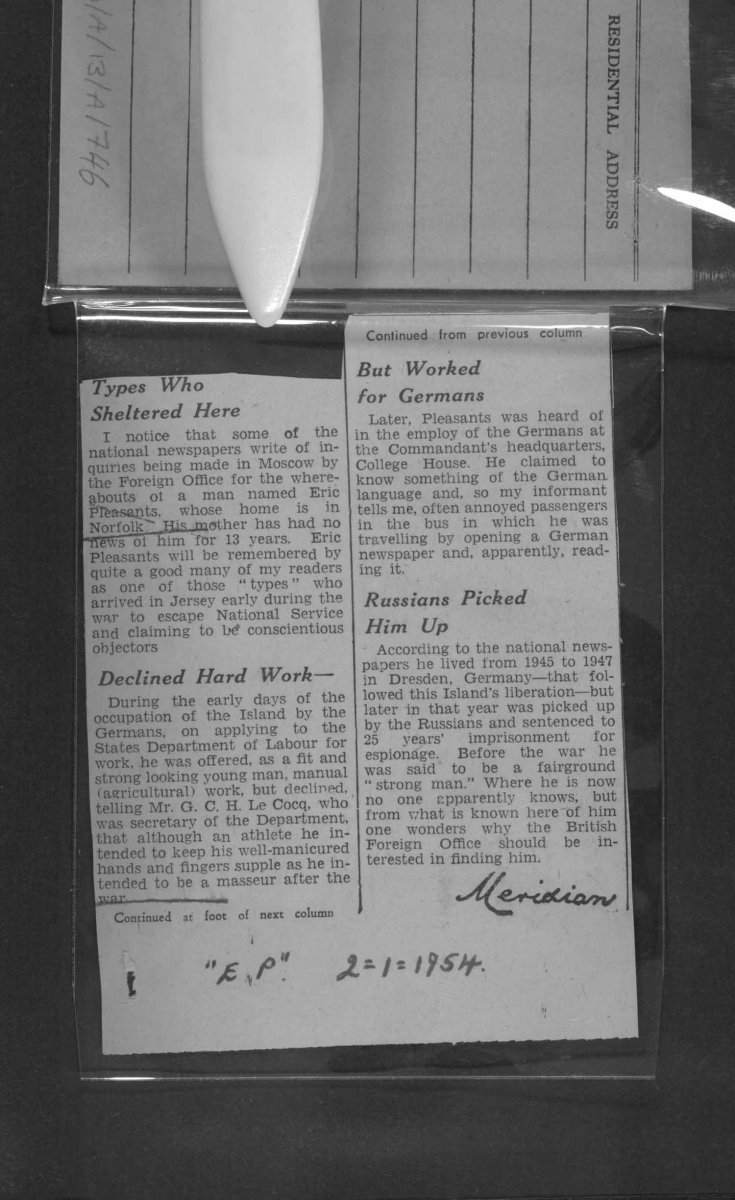 D/A/13/A/746
RESIDENTIAL ADDRESS
Types Who
Sheltered Here
I notice that some of the
national newspapers write of in-
quiries being made in Moscow by
the Foreign Office for the where-
abouts of a man named Eric
Pleasants, whose home is in
Norfolk. His mother has had no
news of him for 13 years. Eric
Pleasants will be remembered by
quite a good many of my readers
as one of those "types" who
arrived in Jersey early during the
war to escape National Service
and claiming to be conscientious
objectors
Declined Hard Work—
During the early days of the
occupation of the Island by the
Germans, on applying to the
States Department of Labour for
work, he was offered, as a fit and
strong looking young man, manual
(agricultural) work, but declined,
telling Mr. G. C. H. Le Cocq, who
was secretary of the Department,
that although an athlete he in-
tended to keep his well-manicured
hands and fingers supple as he in-
tended to be a masseur after the
war.
Continued at foot of next column
Continued from previous column
But Worked
for Germans
Later, Pleasants was heard of
in the employ of the Germans at
the Commandant's headquarters,
College House. He claimed to
know something of the German
language and, so my informant
tells me, often annoyed passengers
in the bus in which he was
travelling by opening a German
newspaper and, apparently, read-
ing it.
Russians Picked
Him Up
According to the national news-
papers he lived from 1945 to 1947
in Dresden, Germany—that fol-
lowed this Island's liberation—but
later in that year was picked up
by the Russians and sentenced to
25 years' imprisonment for
espionage. Before the war he
was said to be a fairground
"strong man." Where he is now
no one apparently knows, but
from what is known here of him
one wonders why the British
Foreign Office should be in-
terested in finding him.
Meridian
"E.P". 2=1=1954.